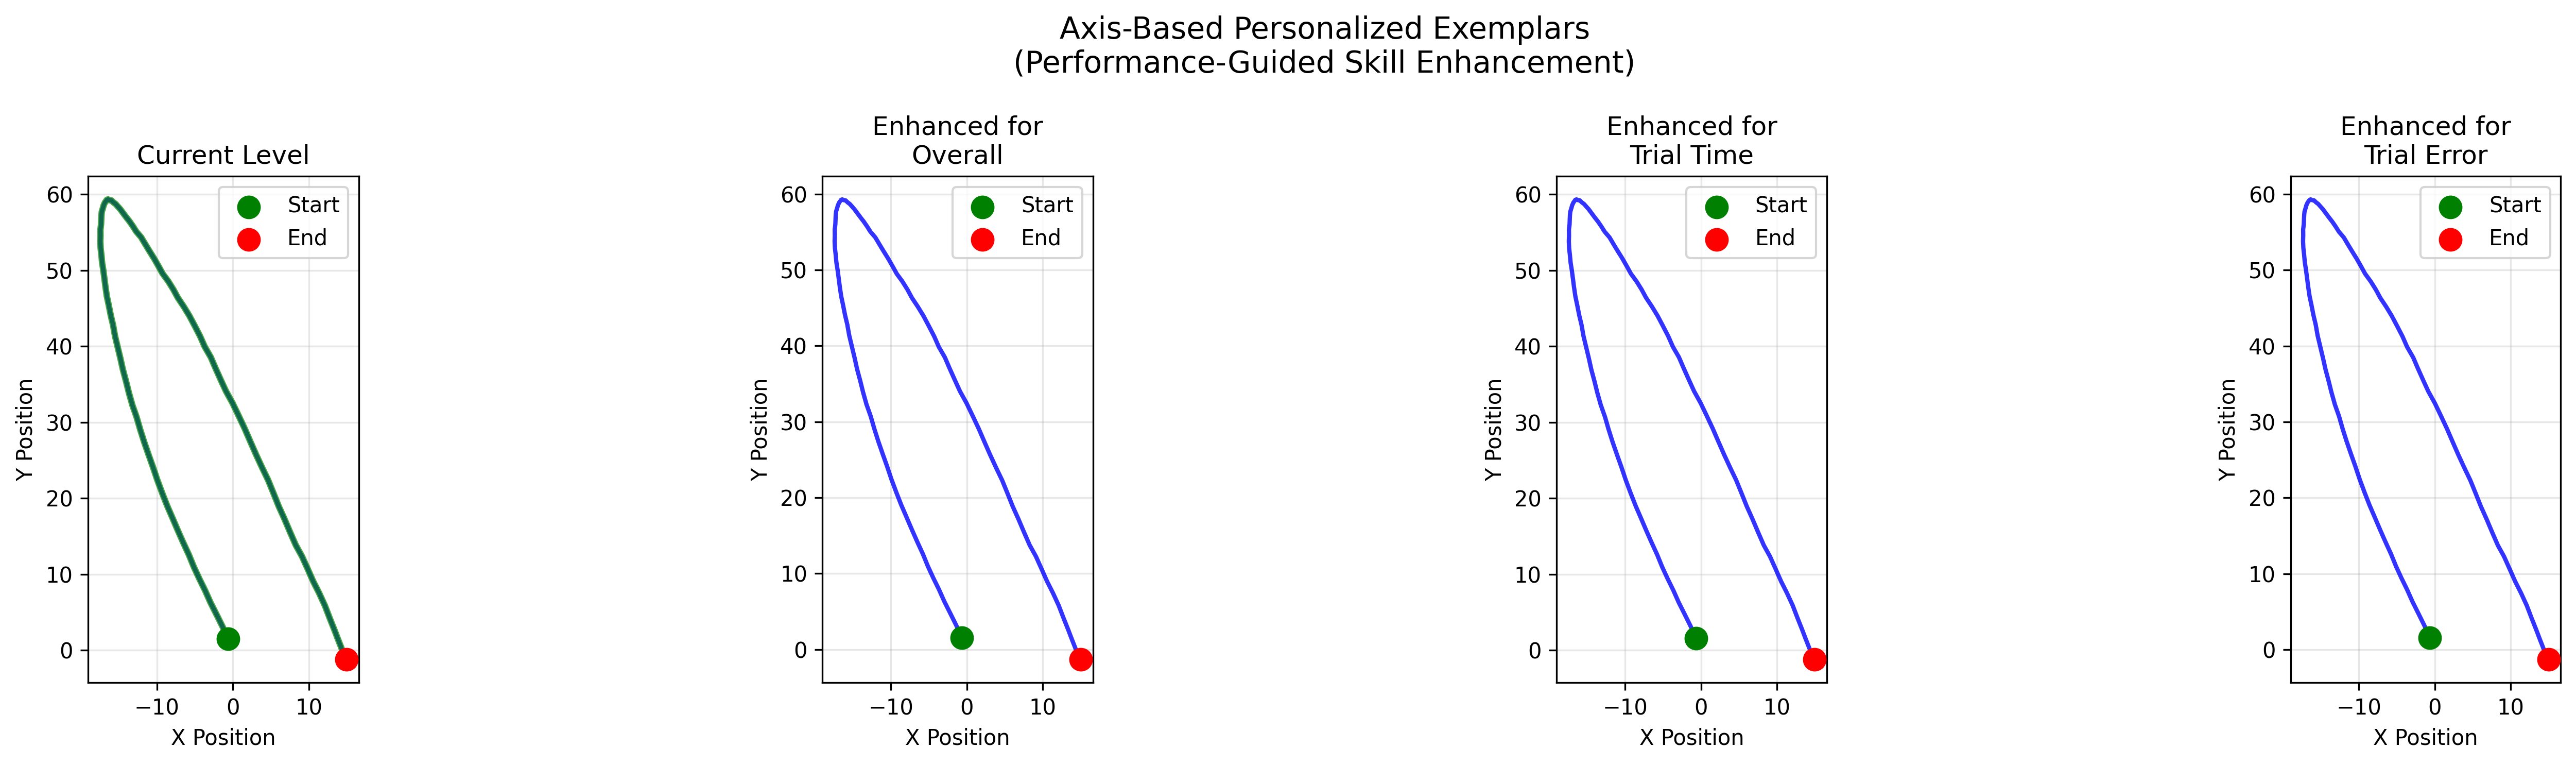 Axis-Based Personalized Exemplars
(Performance-Guided Skill Enhancement)
Current Level
Start
End
60
50
40
30
20
10
0
Y Position
−10 0 10
X Position
Enhanced for
Overall
Start
End
60
50
40
30
20
10
0
Y Position
−10 0 10
X Position
Enhanced for
Trial Time
Start
End
60
50
40
30
20
10
0
Y Position
−10 0 10
X Position
Enhanced for
Trial Error
Start
End
60
50
40
30
20
10
0
Y Position
−10 0 10
X Position